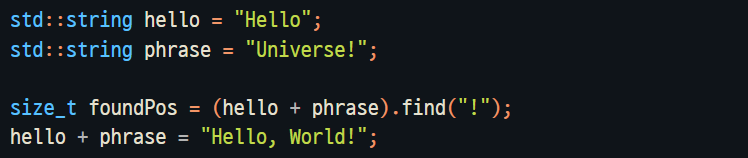 std::string hello = "Hello";
std::string phrase = "Universe!";
size_t foundPos = (hello + phrase).find("!");
hello + phrase = "Hello, World!";